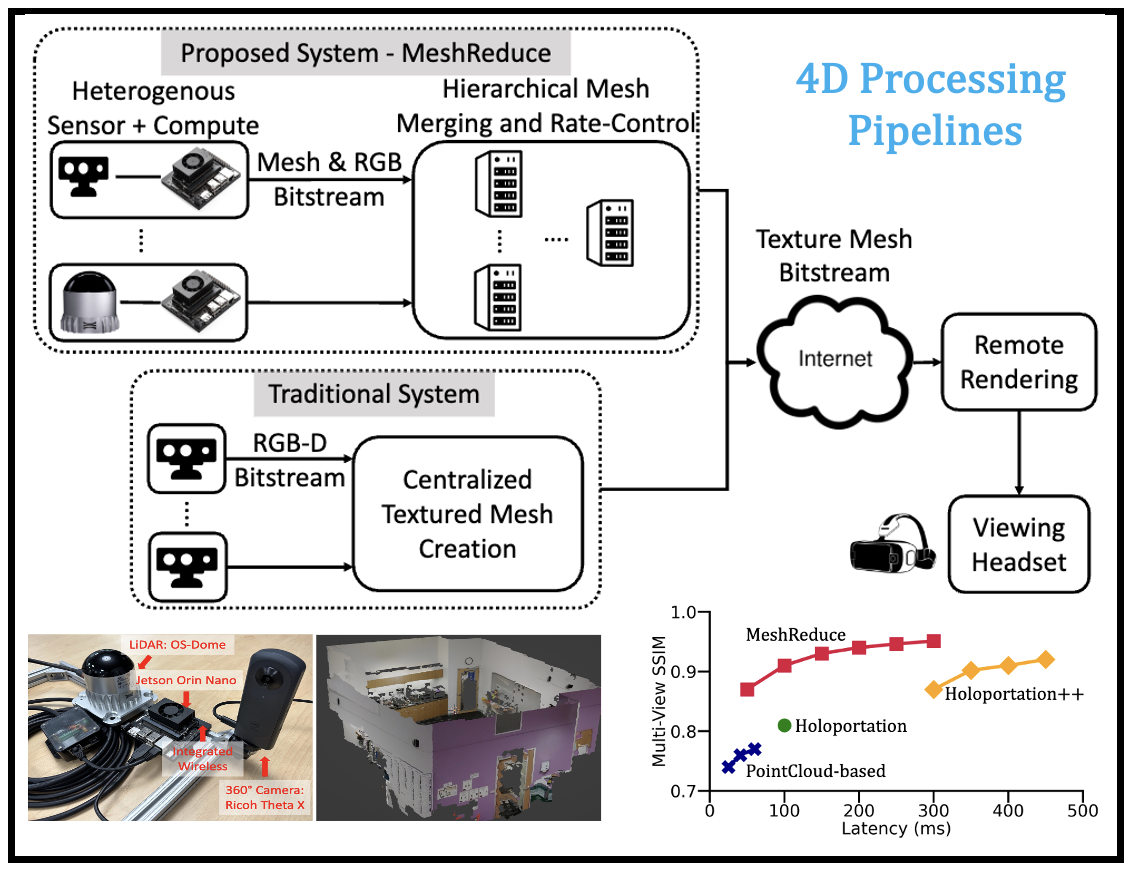 4D Processing
Pipelines
Proposed System - MeshReduce
Heterogenous
Sensor + Compute
Mesh & RGB
Bitstream
Hierarchical Mesh
Merging and Rate-Control
Texture Mesh
Bitstream
Internet
Remote
Rendering
Viewing
Headset
Traditional System
RGB-D
Bitstream
Centralized
Textured Mesh
Creation
LiDAR: OS-Dome
Jetson Orin Nano
Integrated
Wireless
360° Camera:
Ricoh Theta X
Multi-View SSIM
1.0
0.9
0.8
0.7
MeshReduce
Holoportation++
Holoportation
PointCloud-based
0 100 200 300 400 500
Latency (ms)